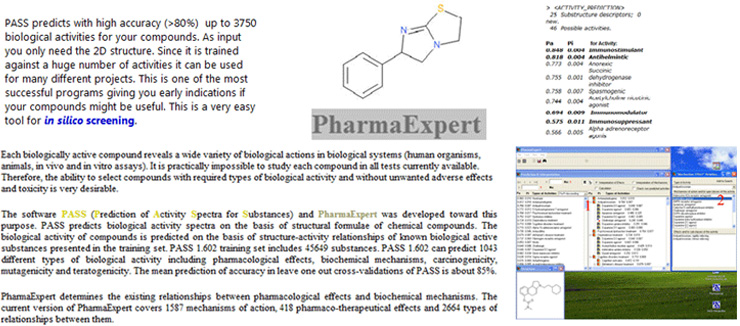 PASS predicts with high accuracy (>80%)  up to 3750
biological activities for your compounds. As input
you only need the 2D structure. Since it is trained
against a huge number of activities it can be used
for many different projects. This is one of the most
successful programs giving you early indications if
your compounds might be useful. This is a very easy
tool for in silico screening.
S
N
N
PharmaExpert
> <ACTIVITY_PREDICTION>
25 Substructure descriptors; 0
new.
46 Possible activities.
Pa Pi for Activity:
0.848 0.004 Immunostimulant
0.818 0.004 Antihelmintic
0.773 0.004 Anorexic
Succinic
0.755 0.001 dehydrogenase
inhibitor
0.758 0.007 Spasmogenic
0.744 0.004 Acetylcholine nicotinic
agonist
0.694 0.009 Immunomodulator
0.575 0.011 Immunosuppressant
0.566 0.005 Alpha adrenoreceptor
agonis
Each biologically active compound reveals a wide variety of biological actions in biological systems (human organisms,
animals, in vivo and in vitro assays). It is practically impossible to study each compound in all tests currently available.
Therefore, the ability to select compounds with required types of biological activity and without unwanted adverse effects
and toxicity is very desirable.
The software PASS (Prediction of Activity Spectra for Substances) and PharmaExpert was developed toward this
purpose. PASS predicts biological activity spectra on the basis of structural formulae of chemical compounds. The
biological activity of compounds is predicted on the basis of structure-activity relationships of known biological active
substances presented in the training set. PASS 1.602 training set includes 45649 substances. PASS 1.602 can predict 1043
different types of biological activity including pharmacological effects, biochemical mechanisms, carcinogenicity,
mutagenicity and teratogenicity. The mean prediction of accuracy in leave one out cross-validations of PASS is about 85%.
PharmaExpert determines the existing relationships between pharmacological effects and biochemical mechanisms. The
current version of PharmaExpert covers 1587 mechanisms of action, 418 pharmaco-therapeutical effects and 2664 types of
relationships between them.
2